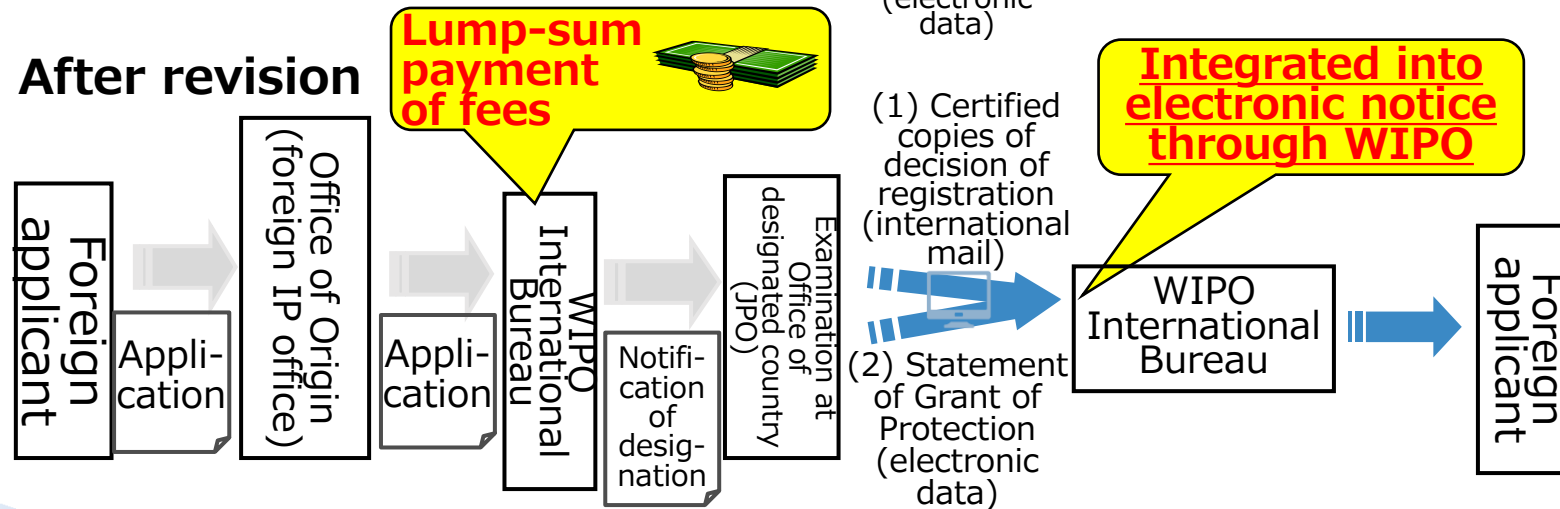 (electronic
data)
After revision
Lump-sum
payment
of fees
Integrated into
electronic notice
through WIPO
Foreign
applicant
Appli-
cation
Office of Origin
(foreign IP office)
Appli-
cation
WIPO
International
Bureau
Notifi-
cation
of
desig-
nation
Examination at
Office of
designated country
(JPO)
(1) Certified
copies of
decision of
registration
(international
mail)
(2) Statement
of Grant of
Protection
(electronic
data)
WIPO
International
Bureau
Foreign
applicant